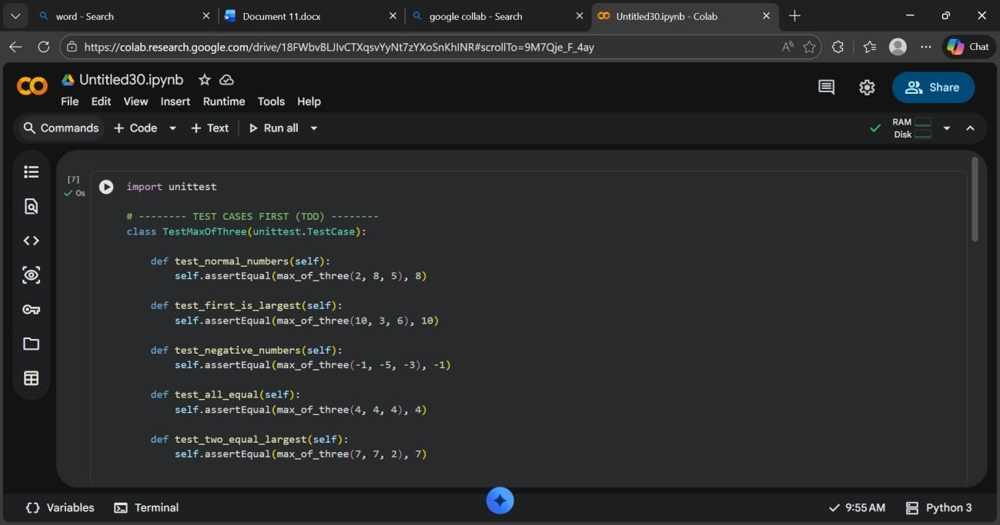 word - Search
Document 11.docx
google collab - Search
Untitled30.ipynb - Colab
https://colab.research.google.com/drive/18FWbvBLJIvCTXqsvYyNt7zYXoSnKhINR#scrollTo=9M7Qje_F_4ay
Chat
Untitled30.ipynb
File Edit View Insert Runtime Tools Help
Share
Commands + Code + Text Run all
RAM
Disk
[7]
0s
import unittest
# -------- TEST CASES FIRST (TDD) --------
class TestMaxOfThree(unittest.TestCase):
def test_normal_numbers(self):
self.assertEqual(max_of_three(2, 8, 5), 8)
def test_first_is_largest(self):
self.assertEqual(max_of_three(10, 3, 6), 10)
def test_negative_numbers(self):
self.assertEqual(max_of_three(-1, -5, -3), -1)
def test_all_equal(self):
self.assertEqual(max_of_three(4, 4, 4), 4)
def test_two_equal_largest(self):
self.assertEqual(max_of_three(7, 7, 2), 7)
Variables Terminal
9:55 AM Python 3